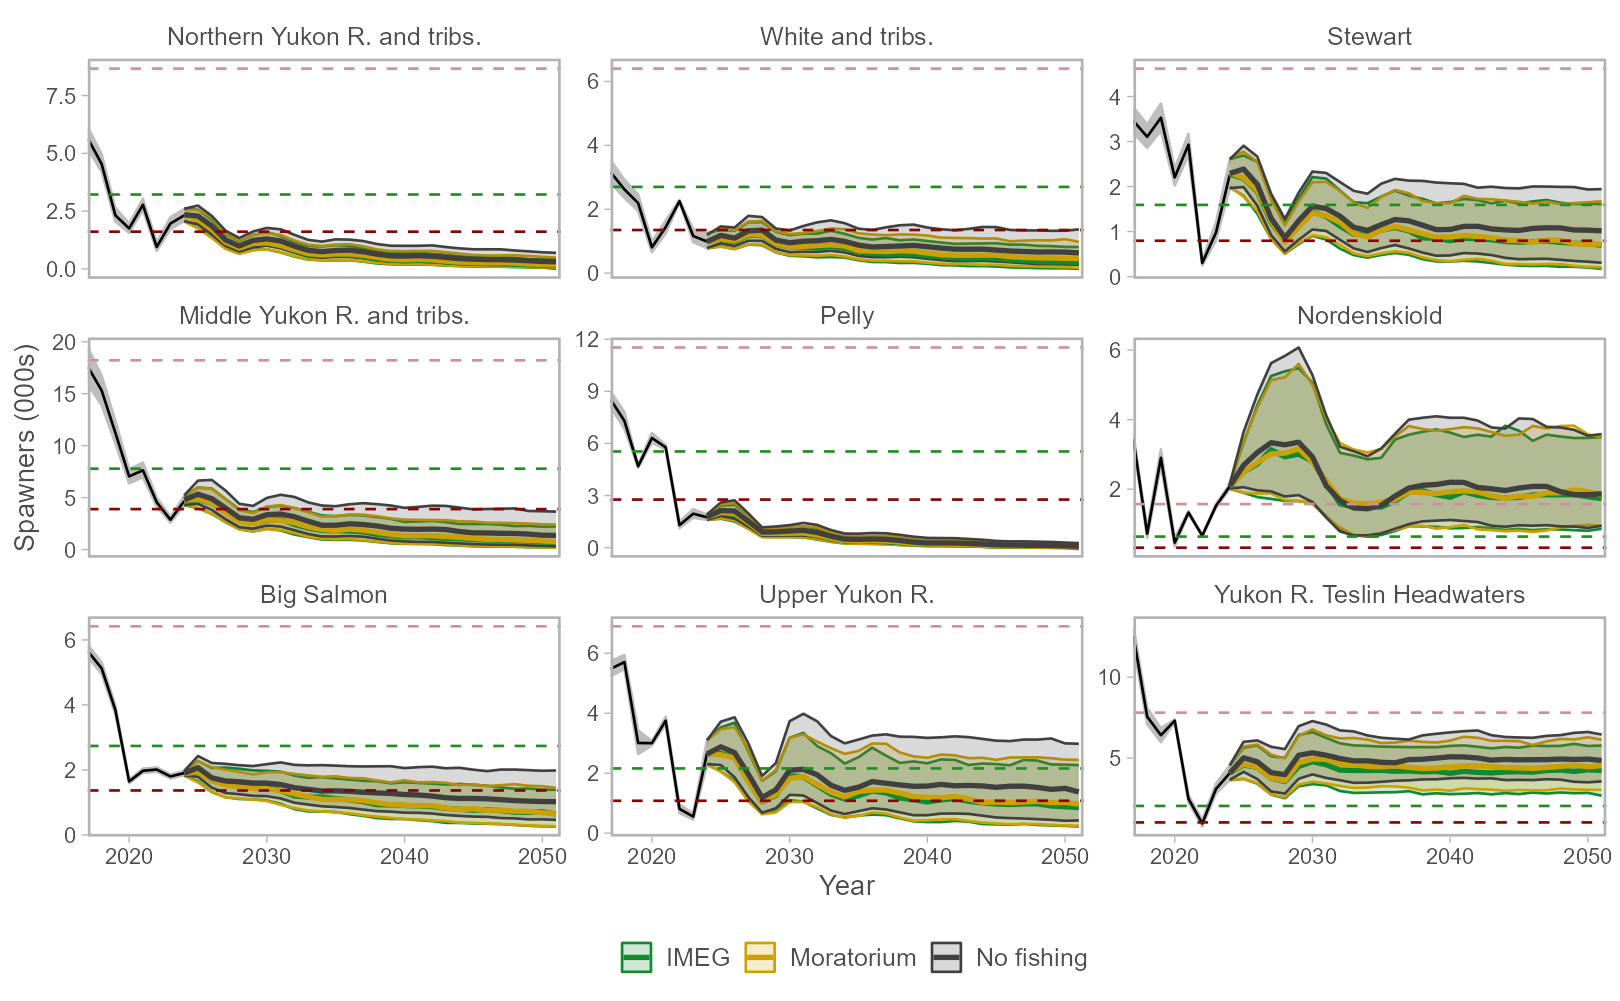 Northern Yukon R. and tribs.
White and tribs.
Stewart
7.5
5.0
2.5
0.0
6
4
2
0
4
3
2
1
0
Middle Yukon R. and tribs.
Pelly
Nordenskiold
20
15
10
5
0
12
9
6
3
0
6
4
2
Spawners (000s)
Big Salmon
Upper Yukon R.
Yukon R. Teslin Headwaters
6
4
2
0
6
4
2
0
10
5
2020 2030 2040 2050
2020 2030 2040 2050
2020 2030 2040 2050
Year
IMEG Moratorium No fishing